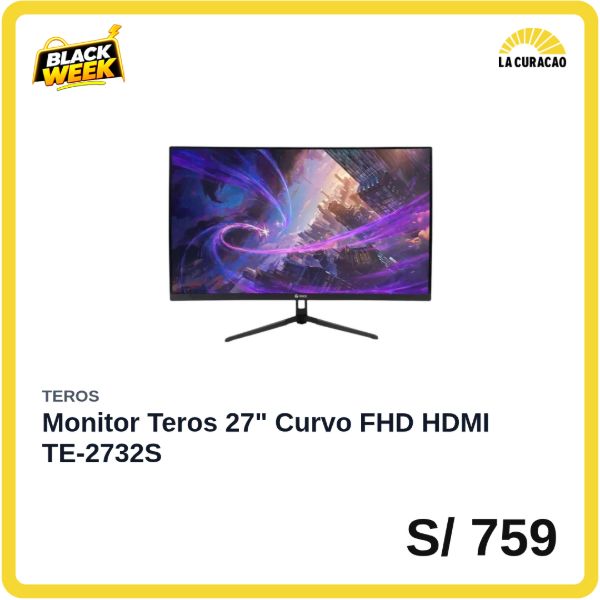 BLACK
WEEK
LA CURACAO
TEROS
Monitor Teros 27" Curvo FHD HDMI
TE-2732S
S/ 759